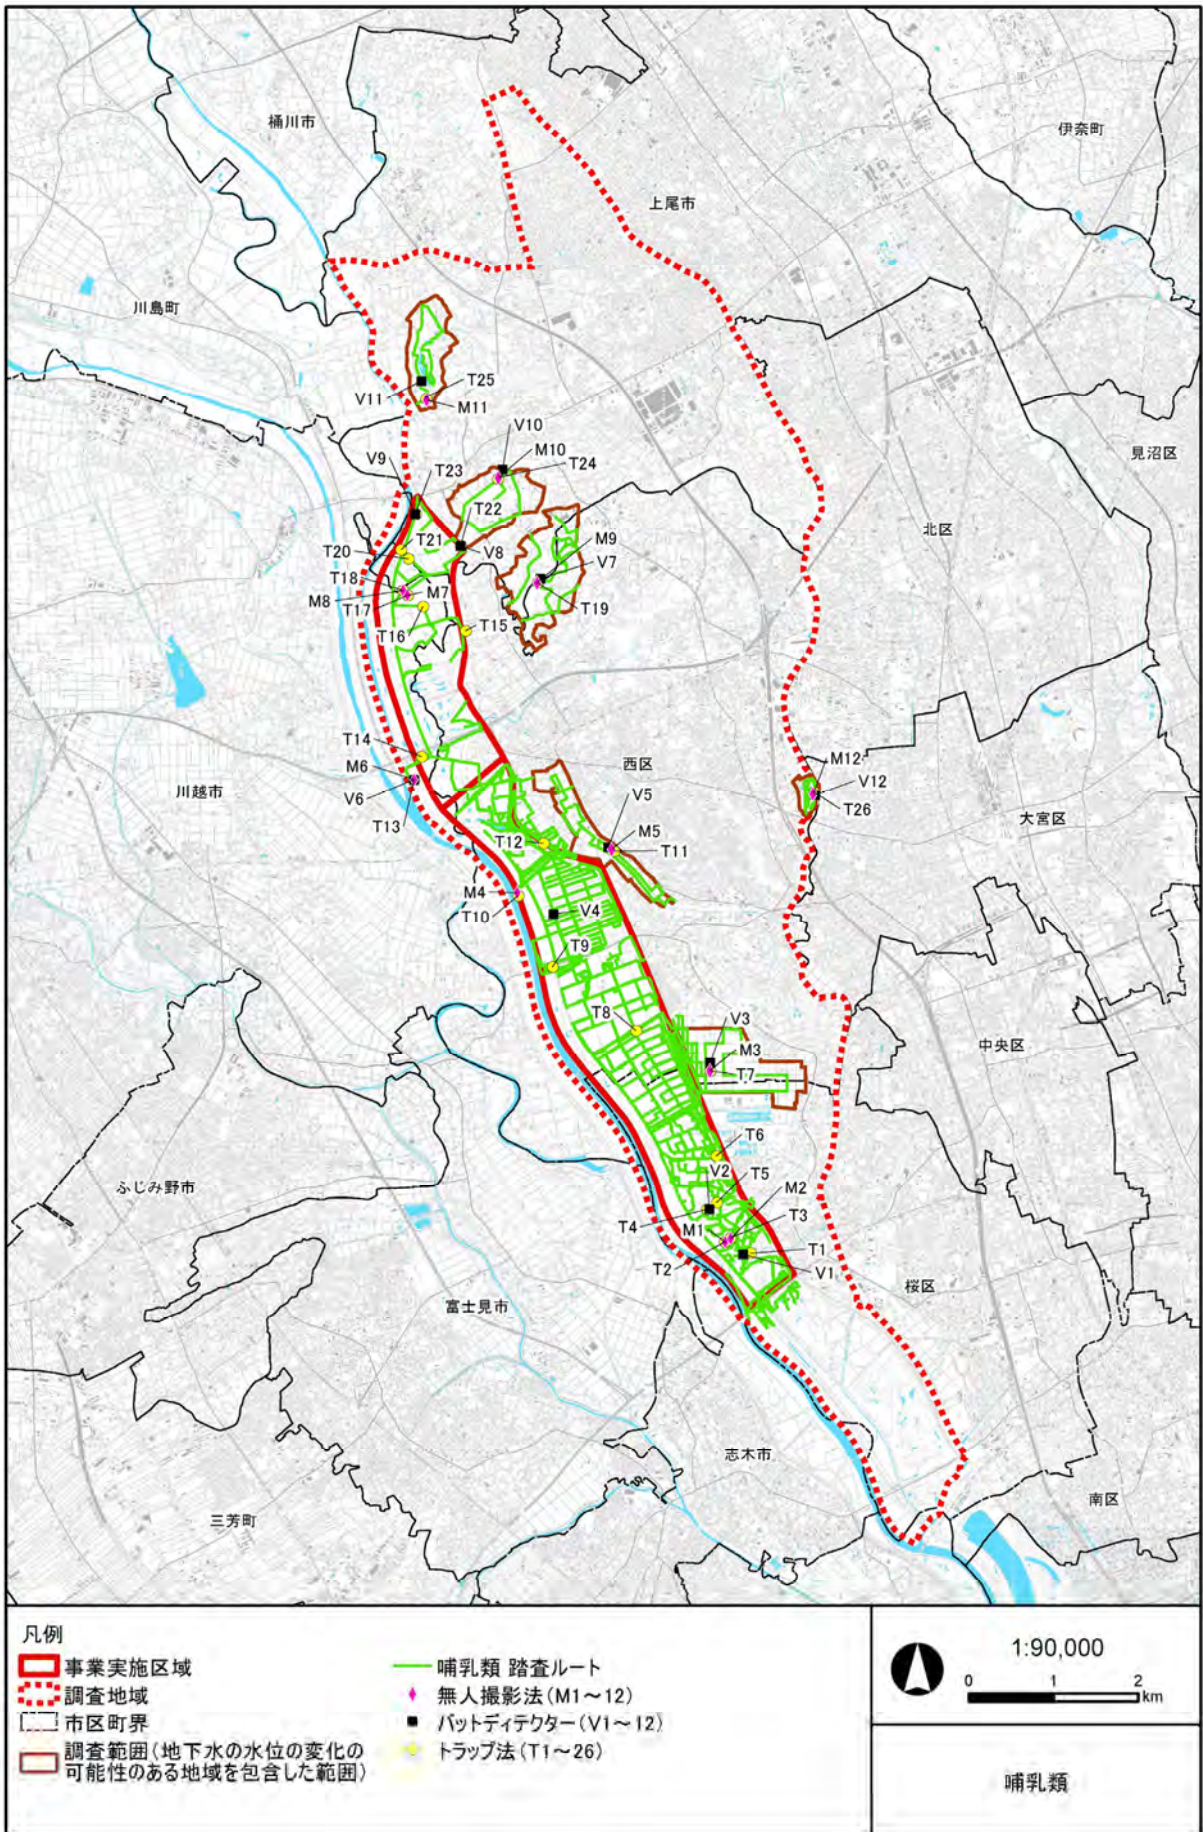 桶川市
伊奈町
上尾市
川島町
V11
T25
M11
V10
M10
T24
見沼区
V9
T23
北区
T22
T21
V8
M9
V7
T20
T18
M8
M7
T17
T19
T16
T15
T14
西区
M12
V12
T26
M6
川越市
V6
V5
M5
大宮区
T13
T12
T11
M4
T10
V4
T9
T8
V3
中央区
M3
T7
T6
V2
T5
ふじみ野市
M2
T4
M1
T3
T1
T2
V1
桜区
富士見市
志木市
南区
三芳町
凡例
事業実施区域
調査地域
市区町界
調査範囲(地下水の水位の変化の
可能性のある地域を包含した範囲)
哺乳類 踏査ルート
無人撮影法(M1~12)
バットディテクター(V1~12)
トラップ法(T1~26)
1:90,000
0 1 2
km
哺乳類